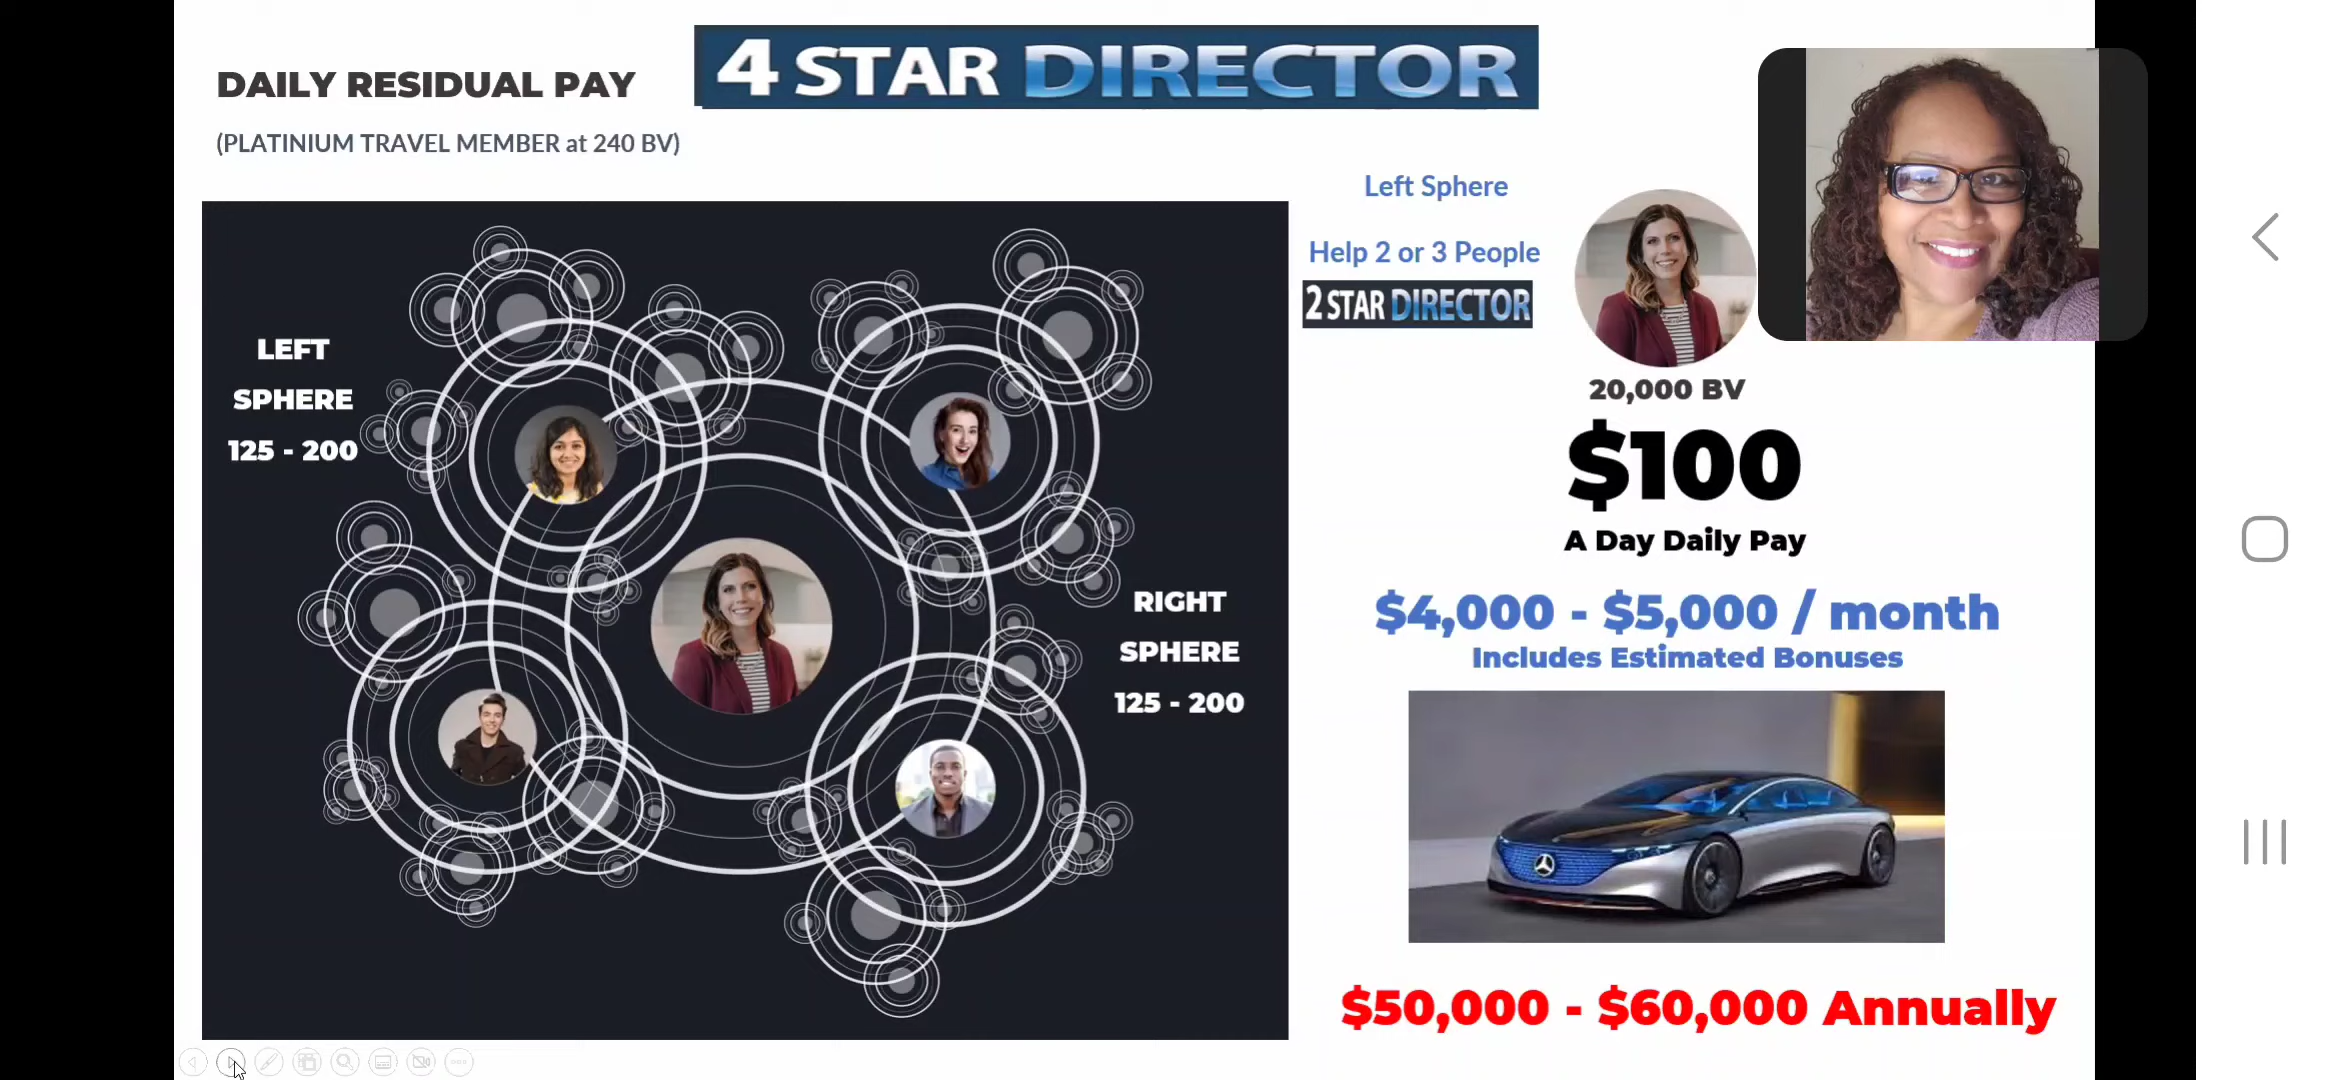 4 STAR DIRECTOR
DAILY RESIDUAL PAY
(PLATINIUM TRAVEL MEMBER at 240 BV)
LEFT
SPHERE
125 - 200
RIGHT
SPHERE
125 - 200
Left Sphere
Help 2 or 3 People
2 STAR DIRECTOR
20,000 BV
$100
A Day Daily Pay
$4,000 - $5,000 / month
Includes Estimated Bonuses
$50,000 - $60,000 Annually